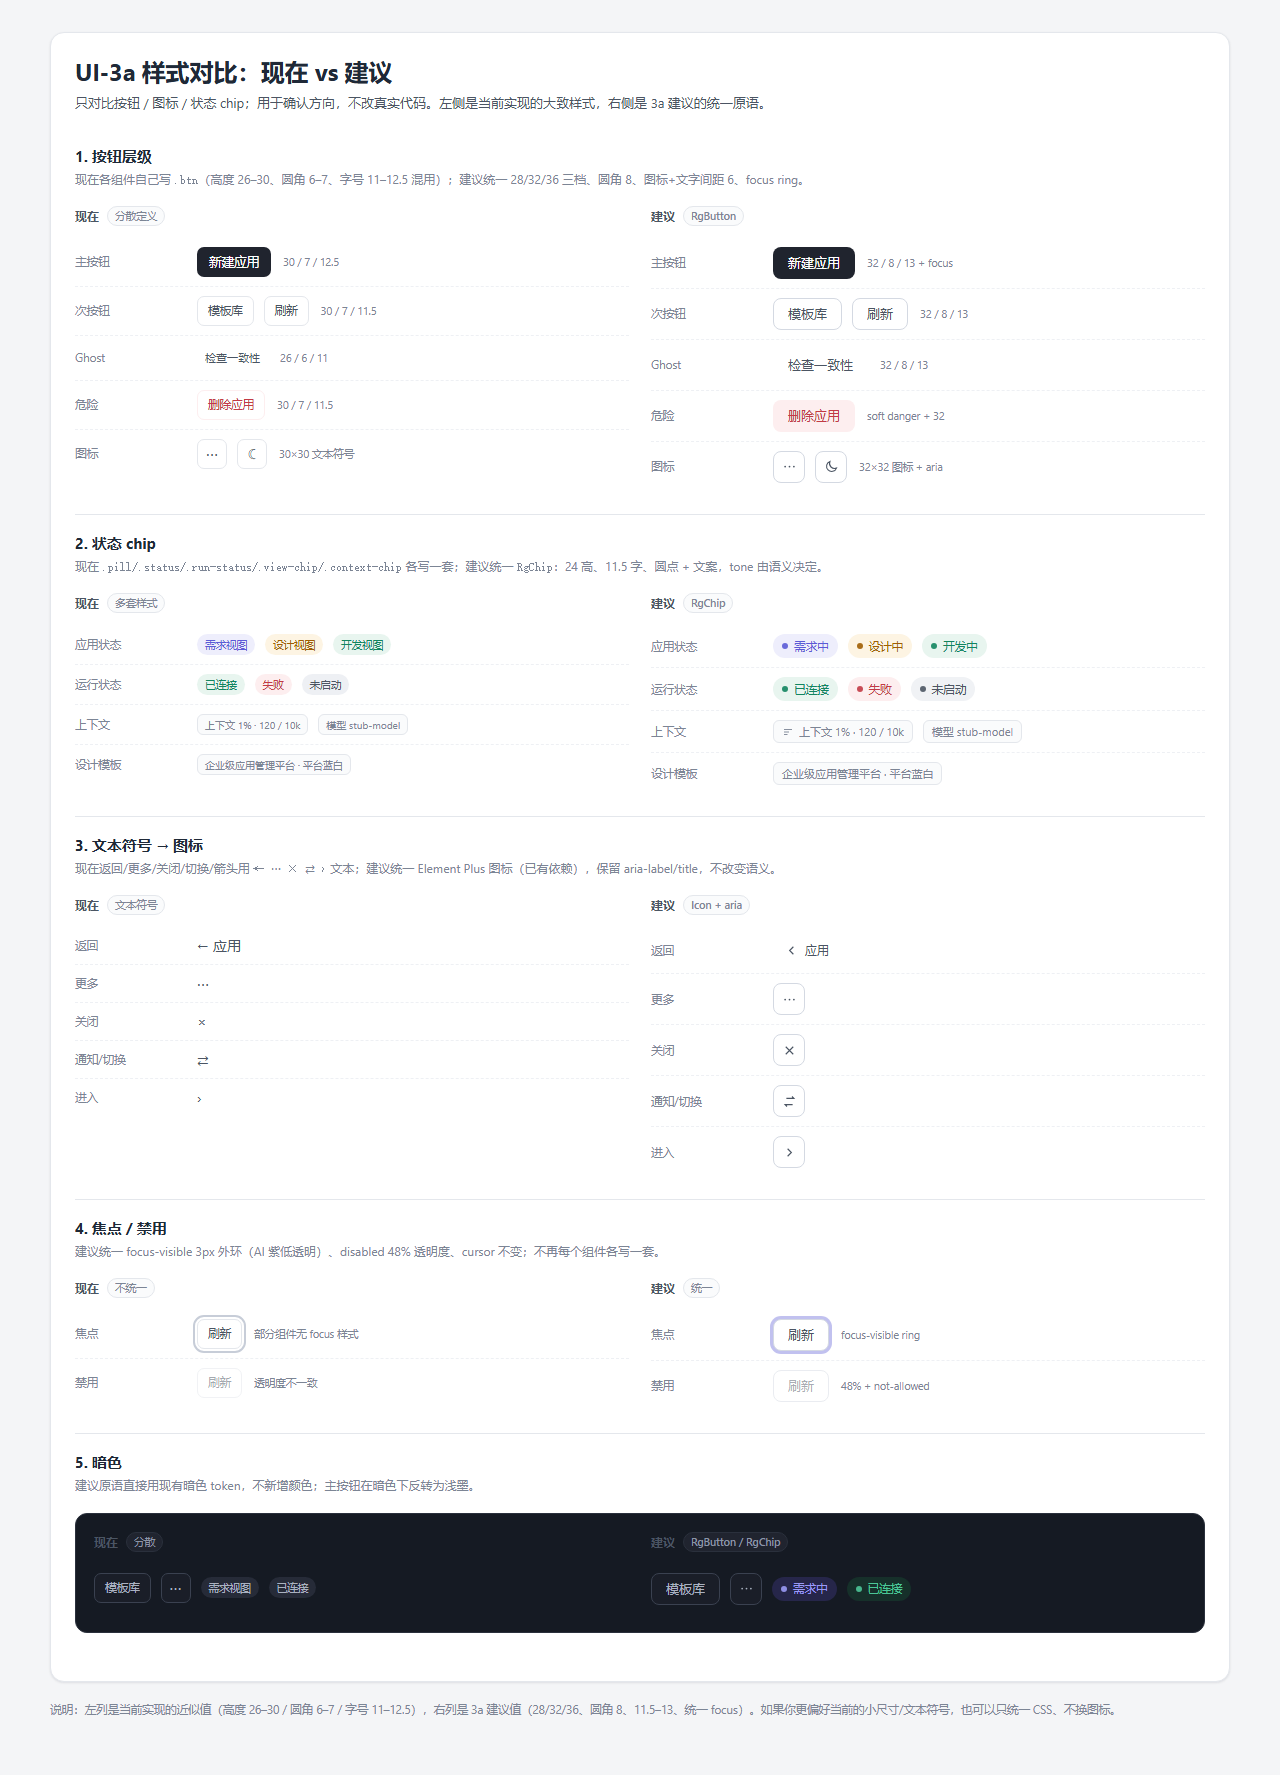 UI-3a 样式对比：现在 vs 建议
只对比按钮 / 图标 / 状态 chip；用于确认方向，不改真实代码。左侧是当前实现的大致样式，右侧是 3a 建议的统一原语。
1. 按钮层级
现在各组件自己写 .btn（高度 26–30、圆角 6–7、字号 11–12.5 混用）；建议统一 28/32/36 三档、圆角 8、图标+文字间距 6、focus ring。
现在 分散定义
主按钮 新建应用 30 / 7 / 12.5
次按钮 模板库 刷新 30 / 7 / 11.5
Ghost 检查一致性 26 / 6 / 11
危险 删除应用 30 / 7 / 11.5
图标 ⋯ ☾ 30×30 文本符号
建议 RgButton
主按钮 新建应用 32 / 8 / 13 + focus
次按钮 模板库 刷新 32 / 8 / 13
Ghost 检查一致性 32 / 8 / 13
危险 删除应用 soft danger + 32
图标 32×32 图标 + aria
2. 状态 chip
现在 .pill/.status/.run-status/.view-chip/.context-chip 各写一套；建议统一 RgChip：24 高、11.5 字、圆点 + 文案，tone 由语义决定。
现在 多套样式
应用状态 需求视图 设计视图 开发视图
运行状态 已连接 失败 未启动
上下文 上下文 1% · 120 / 10k 模型 stub-model
设计模板 企业级应用管理平台 · 平台蓝白
建议 RgChip
应用状态 需求中 设计中 开发中
运行状态 已连接 失败 未启动
上下文 上下文 1% · 120 / 10k 模型 stub-model
设计模板 企业级应用管理平台 · 平台蓝白
3. 文本符号 → 图标
现在返回/更多/关闭/切换/箭头用 ← ⋯ × ⇄ › 文本；建议统一 Element Plus 图标（已有依赖），保留 aria-label/title，不改变语义。
现在 文本符号
返回 ← 应用
更多 ⋯
关闭 ×
通知/切换 ⇄
进入 ›
建议 Icon + aria
返回 应用
更多
关闭
通知/切换
进入
4. 焦点 / 禁用
建议统一 focus-visible 3px 外环（AI 紫低透明）、disabled 48% 透明度、cursor 不变；不再每个组件各写一套。
现在 不统一
焦点 刷新 部分组件无 focus 样式
禁用 刷新 透明度不一致
建议 统一
焦点 刷新 focus-visible ring
禁用 刷新 48% + not-allowed
5. 暗色
建议原语直接用现有暗色 token，不新增颜色；主按钮在暗色下反转为浅墨。
现在 分散
模板库 ⋯ 需求视图 已连接
建议 RgButton / RgChip
模板库 需求中 已连接
说明：左列是当前实现的近似值（高度 26–30 / 圆角 6–7 / 字号 11–12.5），右列是 3a 建议值（28/32/36、圆角 8、11.5–13、统一 focus）。如果你更偏好当前的小尺寸/文本符号，也可以只统一 CSS、不换图标。